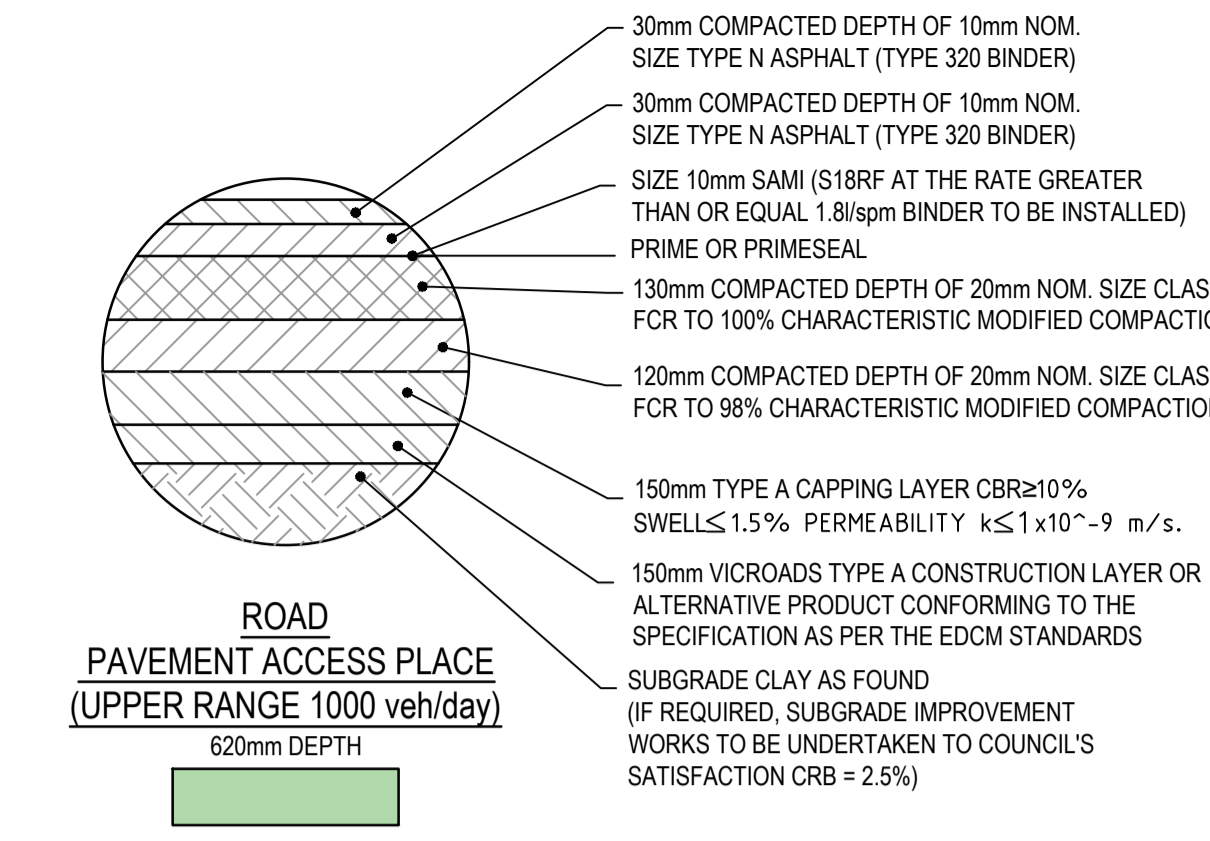 30mm COMPACTED DEPTH OF 10mm NOM.
SIZE TYPE N ASPHALT (TYPE 320 BINDER)
30mm COMPACTED DEPTH OF 10mm NOM.
SIZE TYPE N ASPHALT (TYPE 320 BINDER)
SIZE 10mm SAMI (S18RF AT THE RATE GREATER
THAN OR EQUAL 1.8l/spm BINDER TO BE INSTALLED)
PRIME OR PRIMESEAL
130mm COMPACTED DEPTH OF 20mm NOM. SIZE CLAS
FCR TO 100% CHARACTERISTIC MODIFIED COMPACTIO
120mm COMPACTED DEPTH OF 20mm NOM. SIZE CLAS
FCR TO 98% CHARACTERISTIC MODIFIED COMPACTION
150mm TYPE A CAPPING LAYER CBR≥10%
SWELL≤1.5% PERMEABILITY k≤1x10^-9 m/s.
150mm VICROADS TYPE A CONSTRUCTION LAYER OR
ALTERNATIVE PRODUCT CONFORMING TO THE
SPECIFICATION AS PER THE EDCM STANDARDS
SUBGRADE CLAY AS FOUND
(IF REQUIRED, SUBGRADE IMPROVEMENT
WORKS TO BE UNDERTAKEN TO COUNCIL'S
SATISFACTION CRB = 2.5%)
ROAD
PAVEMENT ACCESS PLACE
(UPPER RANGE 1000 veh/day)
620mm DEPTH